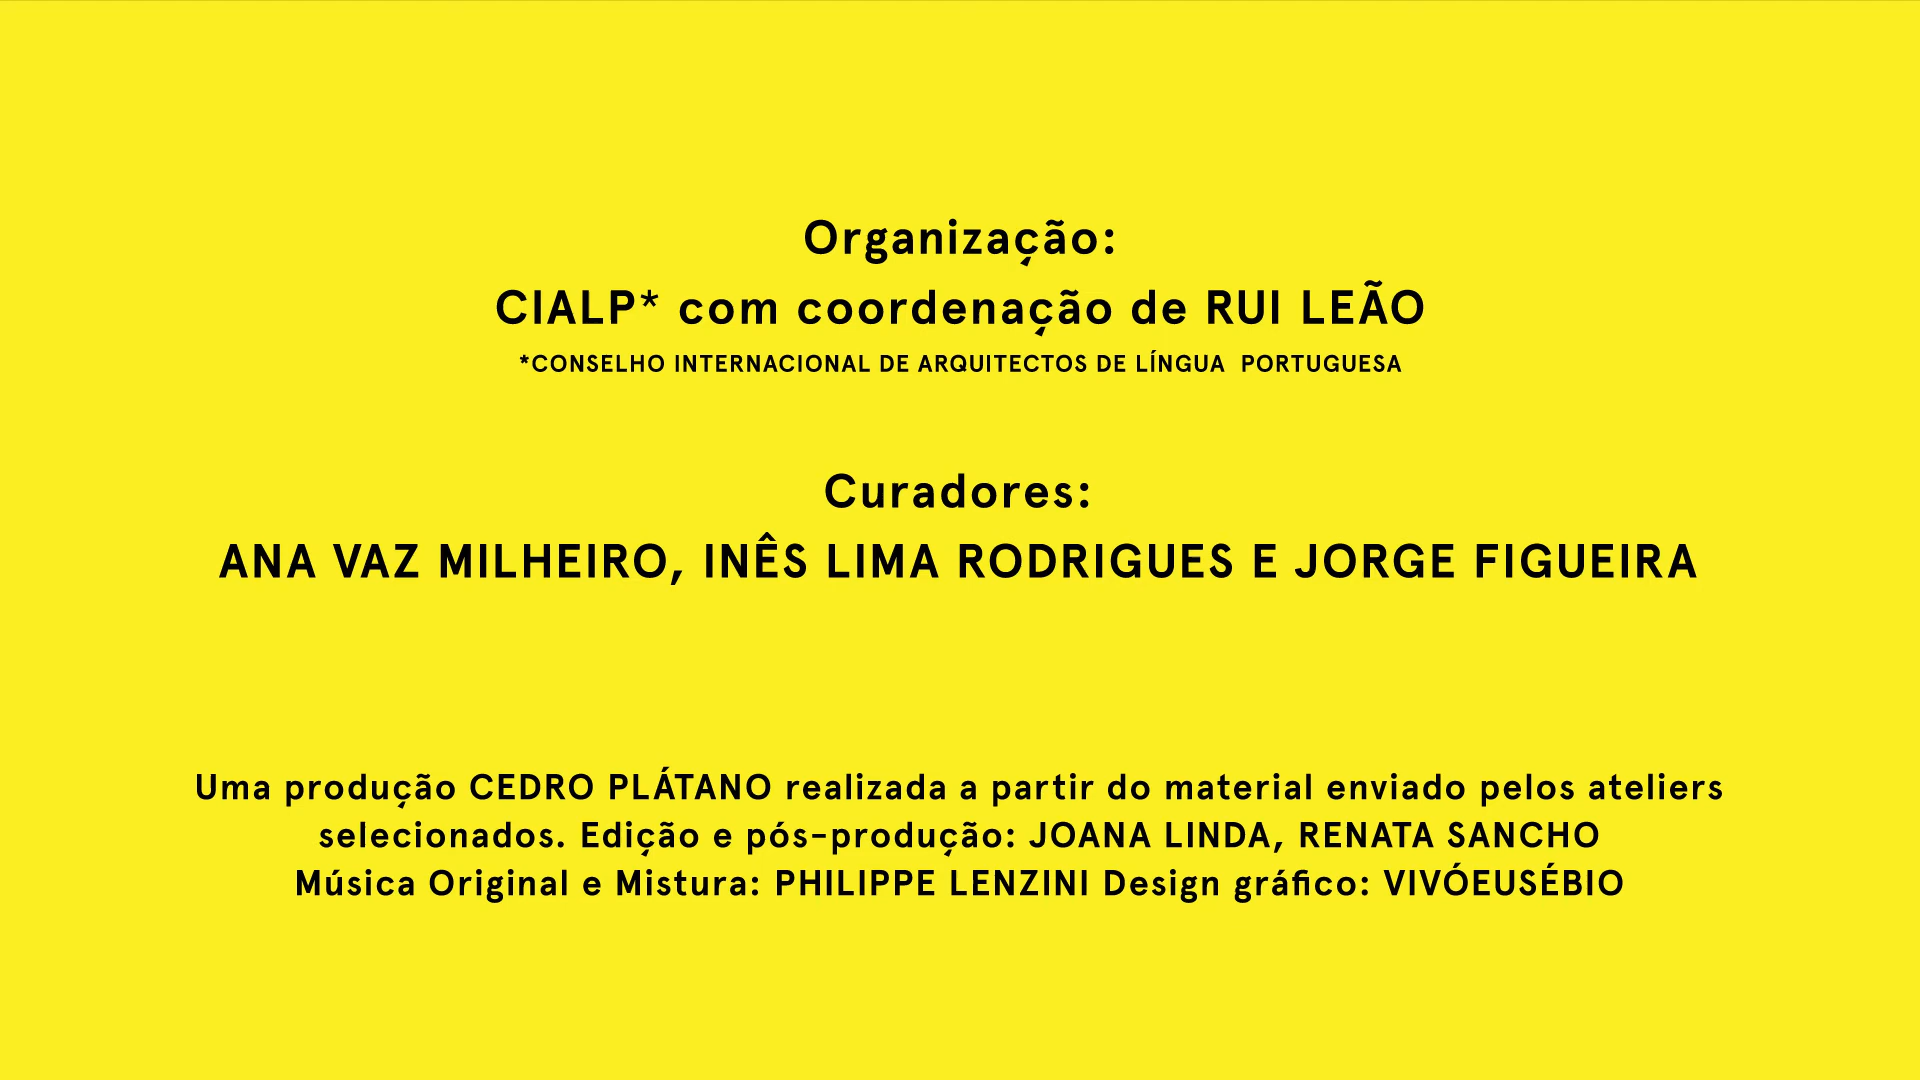 Organização:
CIALP* com coordenação de RUI LEÃO
*CONSELHO INTERNACIONAL DE ARQUITECTOS DE LÍNGUA PORTUGUESA
Curadores:
ANA VAZ MILHEIRO, INÊS LIMA RODRIGUES E JORGE FIGUEIRA
Uma produção CEDRO PLÁTANO realizada a partir do material enviado pelos ateliers
selecionados. Edição e pós-produção: JOANA LINDA, RENATA SANCHO
Música Original e Mistura: PHILIPPE LENZINI Design gráfico: VIVÓEUSÉBIO